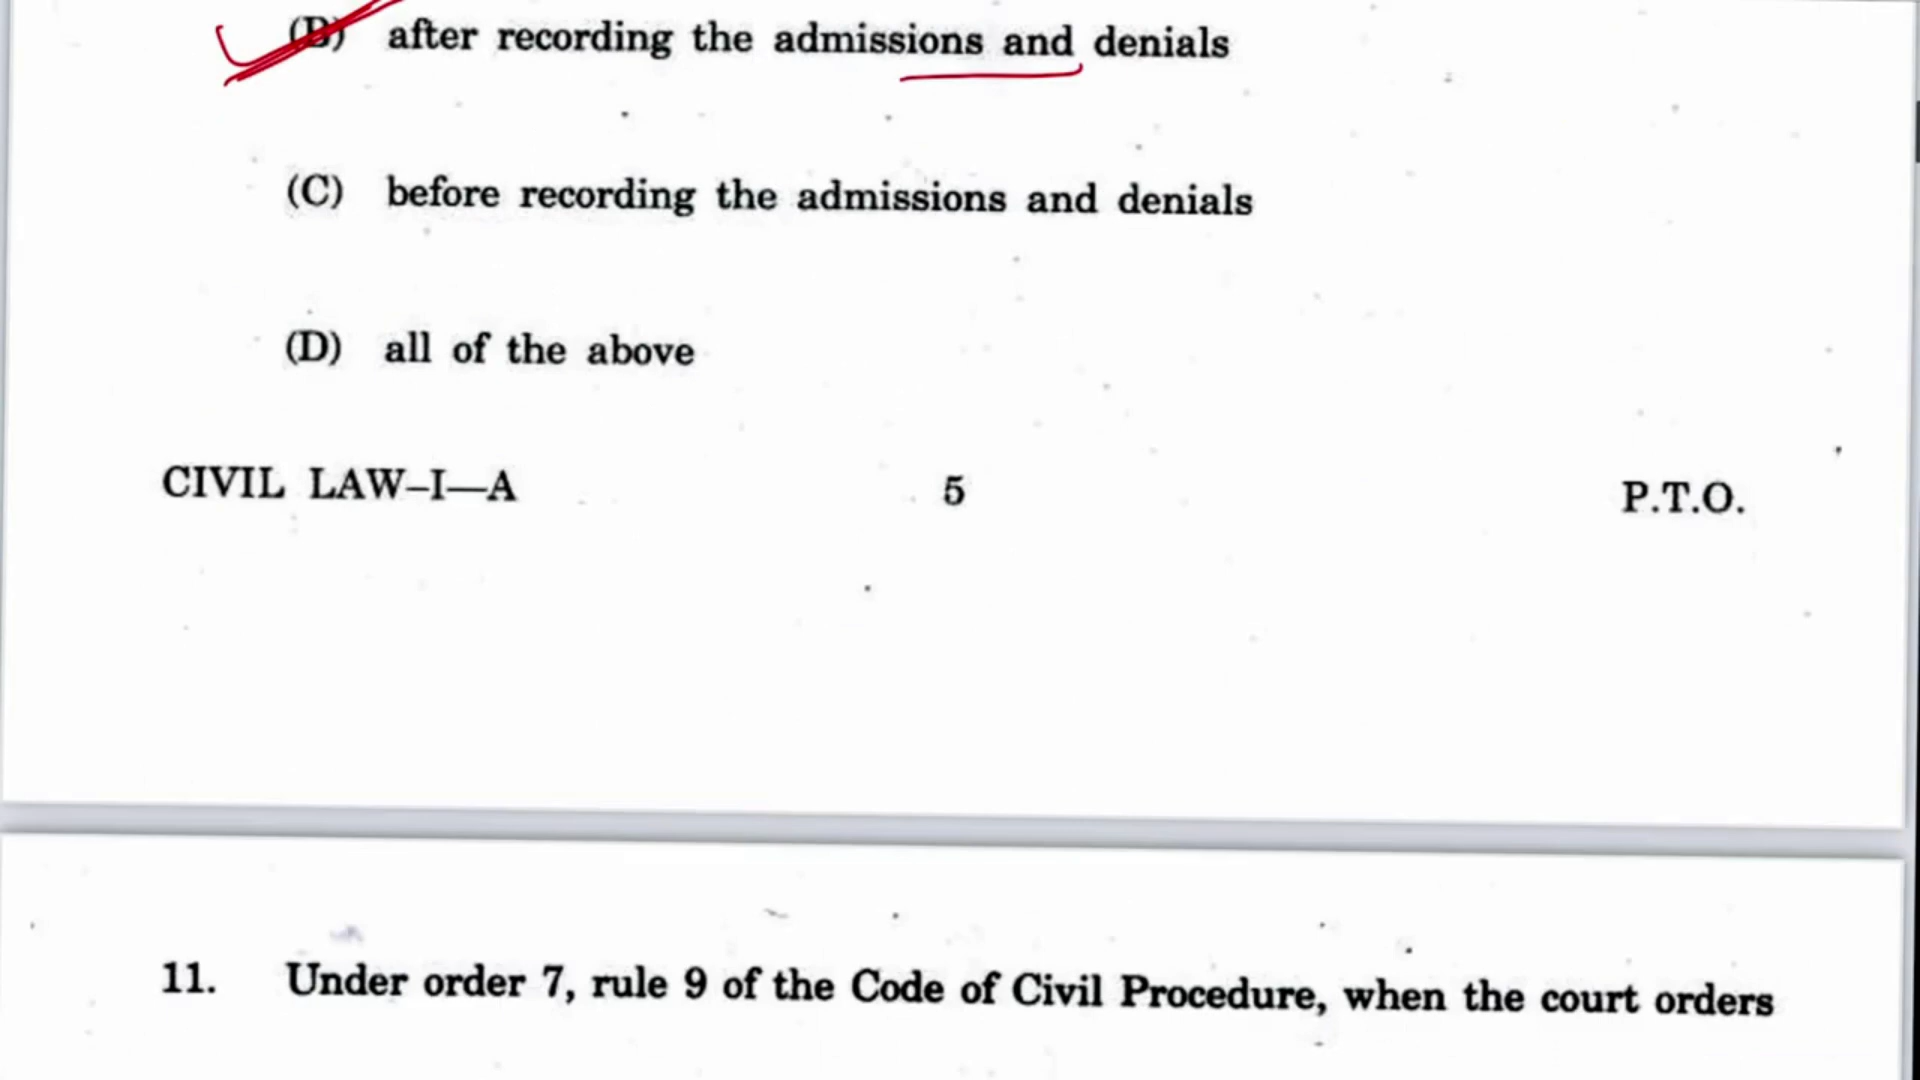 (B) after recording the admissions and denials
(C) before recording the admissions and denials
(D) all of the above
CIVIL LAW–I—A 5 P.T.O.
11. Under order 7, rule 9 of the Code of Civil Procedure, when the court orders